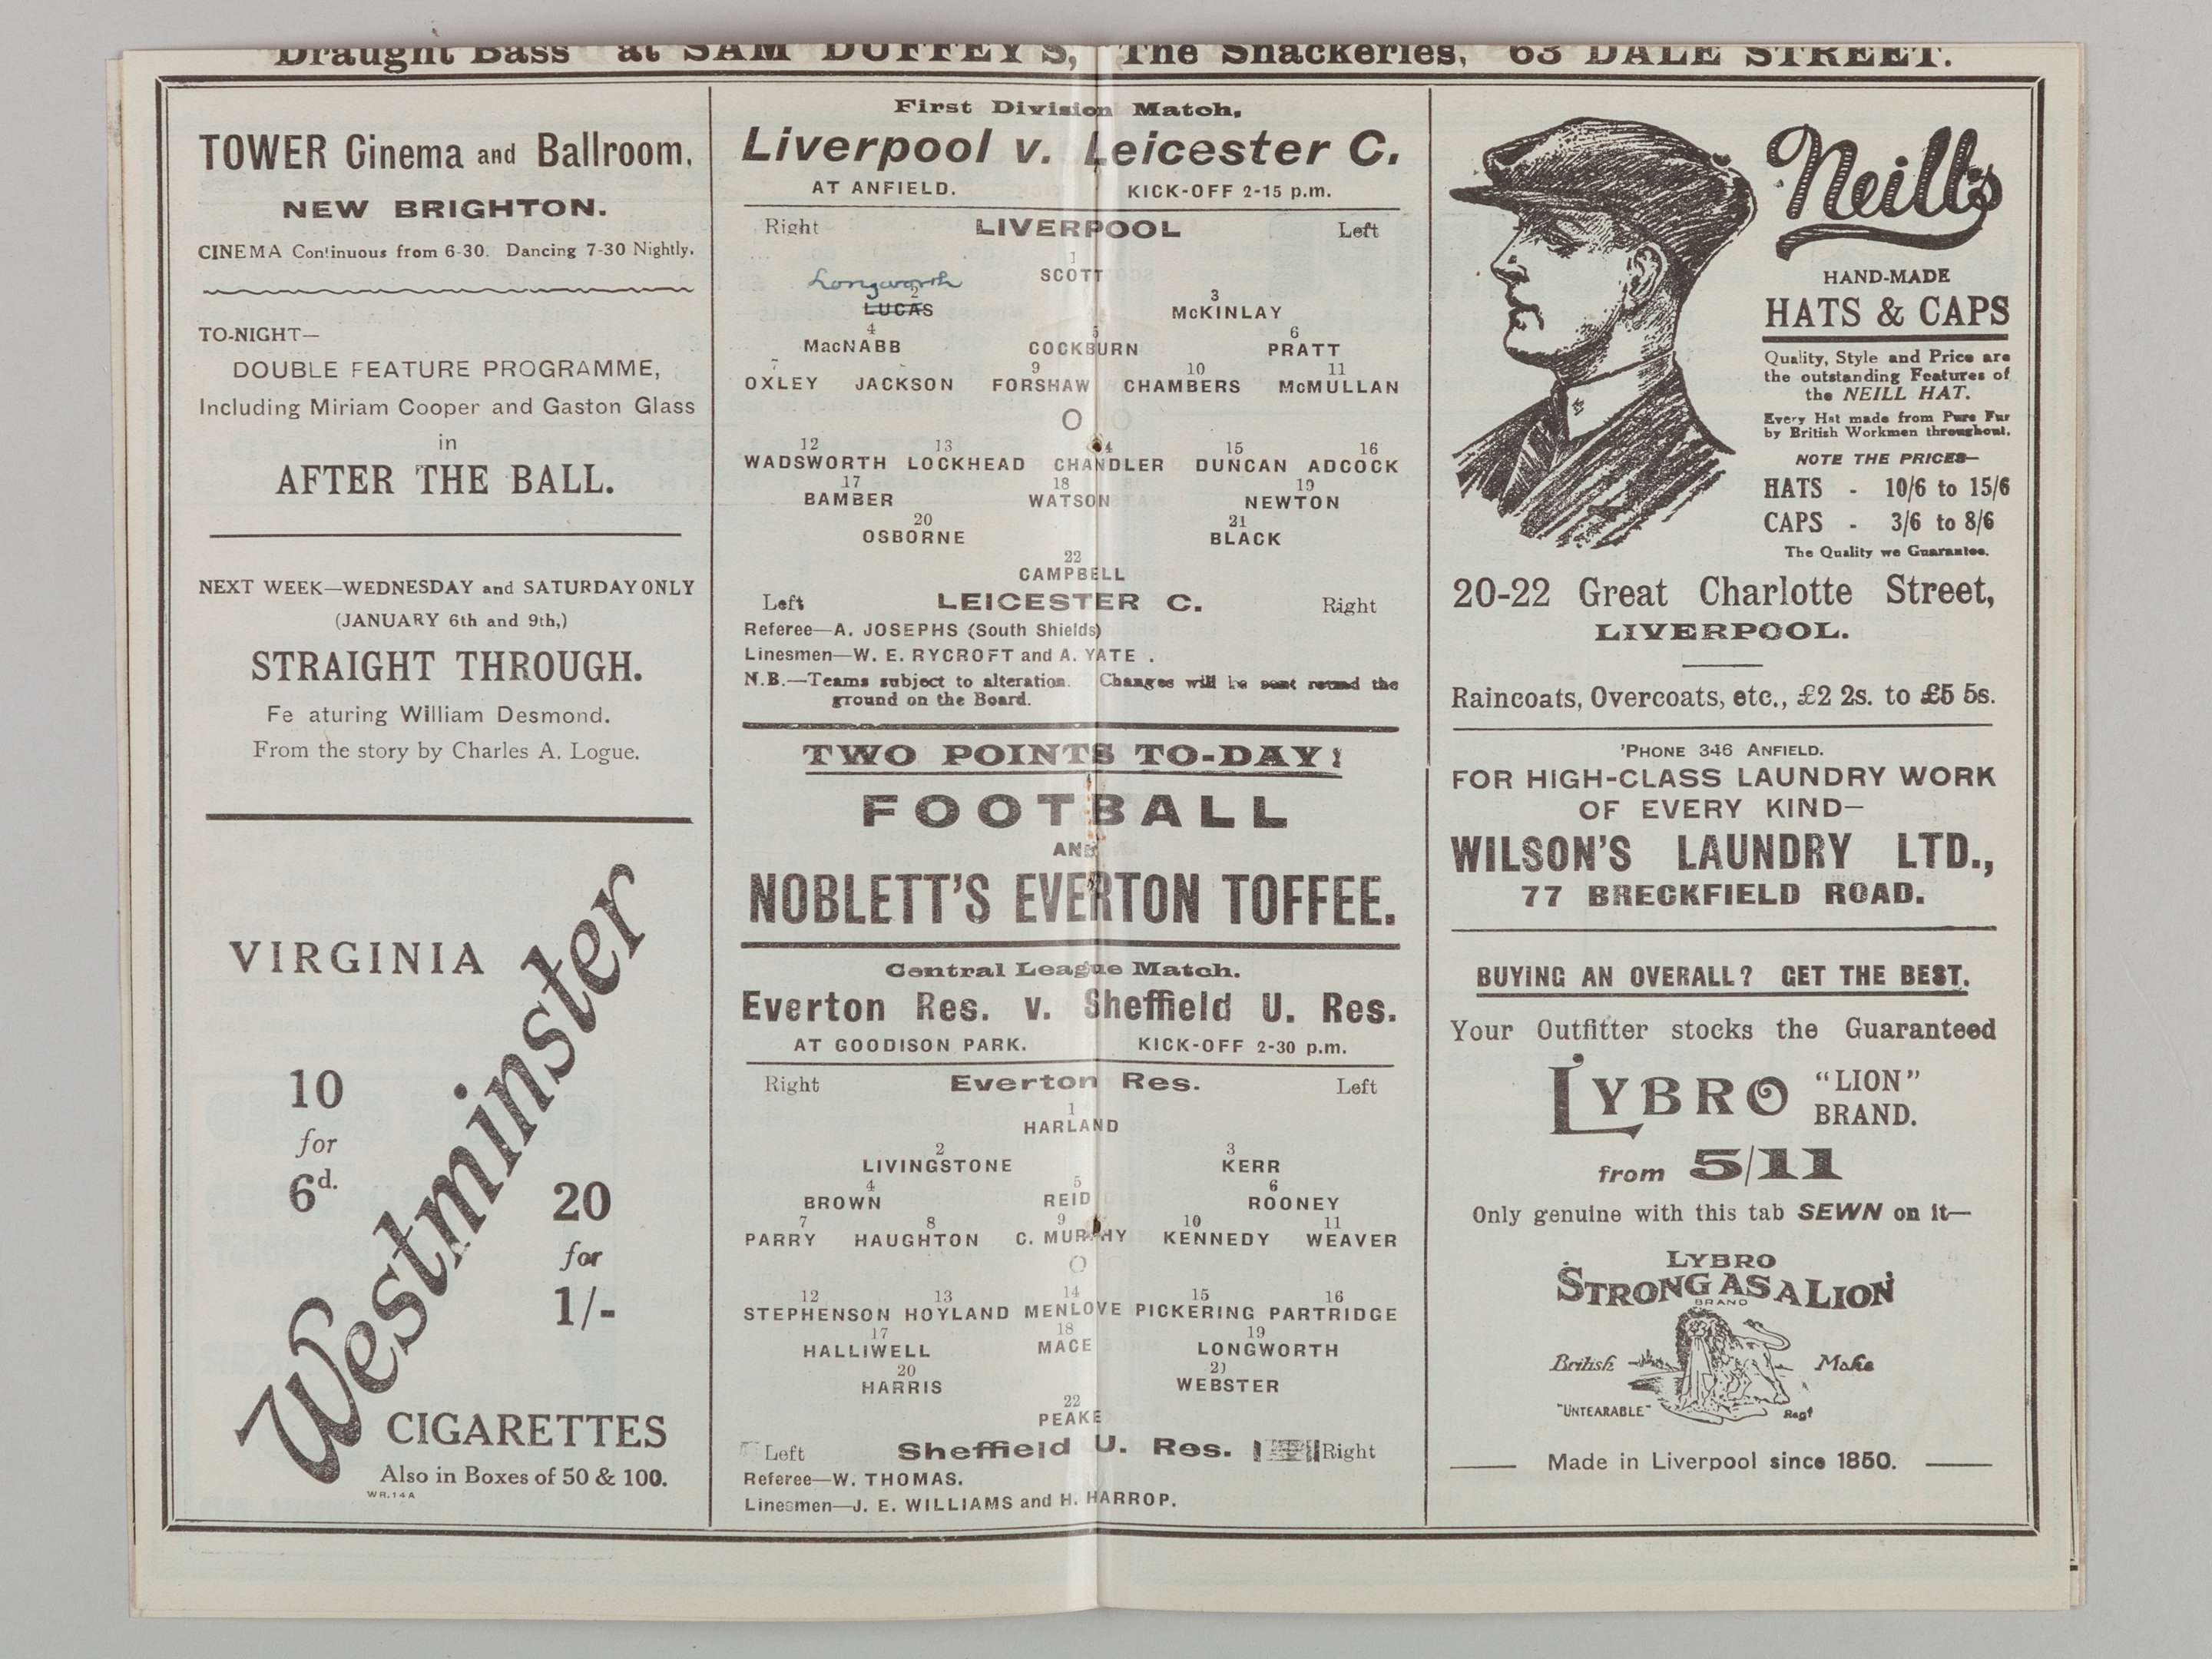 Draught Bass at SAM DUFFEY'S, The Snackeries, 63 DALE STREET.
TOWER Cinema and Ballroom,
NEW BRIGHTON.
CINEMA Continuous from 6-30. Dancing 7-30 Nightly.
TO-NIGHT—
DOUBLE FEATURE PROGRAMME,
Including Miriam Cooper and Gaston Glass
in
AFTER THE BALL.
NEXT WEEK—WEDNESDAY and SATURDAY ONLY
(JANUARY 6th and 9th,)
STRAIGHT THROUGH.
Fe aturing William Desmond.
From the story by Charles A. Logue.
VIRGINIA
Westminster
10
for
6d.
20
for
1/-
CIGARETTES
Also in Boxes of 50 & 100.
WR.14A
First Division Match,
Liverpool v. Leicester C.
AT ANFIELD. KICK-OFF 2-15 p.m.
Right LIVERPOOL Left
1
SCOTT
Longworth
2 3
LUCAS McKINLAY
4 5 6
MacNABB COCKBURN PRATT
7 9 10 11
OXLEY JACKSON FORSHAW CHAMBERS McMULLAN
O
12 13 14 15 16
WADSWORTH LOCKHEAD CHANDLER DUNCAN ADCOCK
17 18 19
BAMBER WATSON NEWTON
20 21
OSBORNE BLACK
22
CAMPBELL
Left LEICESTER C. Right
Referee—A. JOSEPHS (South Shields)
Linesmen—W. E. RYCROFT and A. YATE .
N.B.—Teams subject to alteration. Changes will be sent round the
ground on the Board.
TWO POINTS TO-DAY!
FOOTBALL
AND
NOBLETT'S EVERTON TOFFEE.
Central League Match.
Everton Res. v. Sheffield U. Res.
AT GOODISON PARK. KICK-OFF 2-30 p.m.
Right Everton Res. Left
1
HARLAND
2 3
LIVINGSTONE KERR
4 5 6
BROWN REID ROONEY
7 8 9 10 11
PARRY HAUGHTON C. MURPHY KENNEDY WEAVER
O
12 13 14 15 16
STEPHENSON HOYLAND MENLOVE PICKERING PARTRIDGE
17 18 19
HALLIWELL MACE LONGWORTH
20 21
HARRIS WEBSTER
22
PEAKE
Left Sheffield U. Res. Right
Referee—W. THOMAS.
Linesmen—J. E. WILLIAMS and H. HARROP.
Neill's
HAND-MADE
HATS & CAPS
Quality, Style and Price are
the outstanding Features of
the NEILL HAT.
Every Hat made from Pure Fur
by British Workmen throughout.
NOTE THE PRICES—
HATS - 10/6 to 15/6
CAPS - 3/6 to 8/6
The Quality we Guarantee.
20-22 Great Charlotte Street,
LIVERPOOL.
Raincoats, Overcoats, etc., £2 2s. to £5 5s.
'PHONE 346 ANFIELD.
FOR HIGH-CLASS LAUNDRY WORK
OF EVERY KIND—
WILSON'S LAUNDRY LTD.,
77 BRECKFIELD ROAD.
BUYING AN OVERALL? GET THE BEST.
Your Outfitter stocks the Guaranteed
LYBRO "LION" BRAND.
from 5/11
Only genuine with this tab SEWN on it—
LYBRO
STRONG AS A LION
BRAND
British Make
"UNTEARABLE" Regt
Made in Liverpool since 1850.